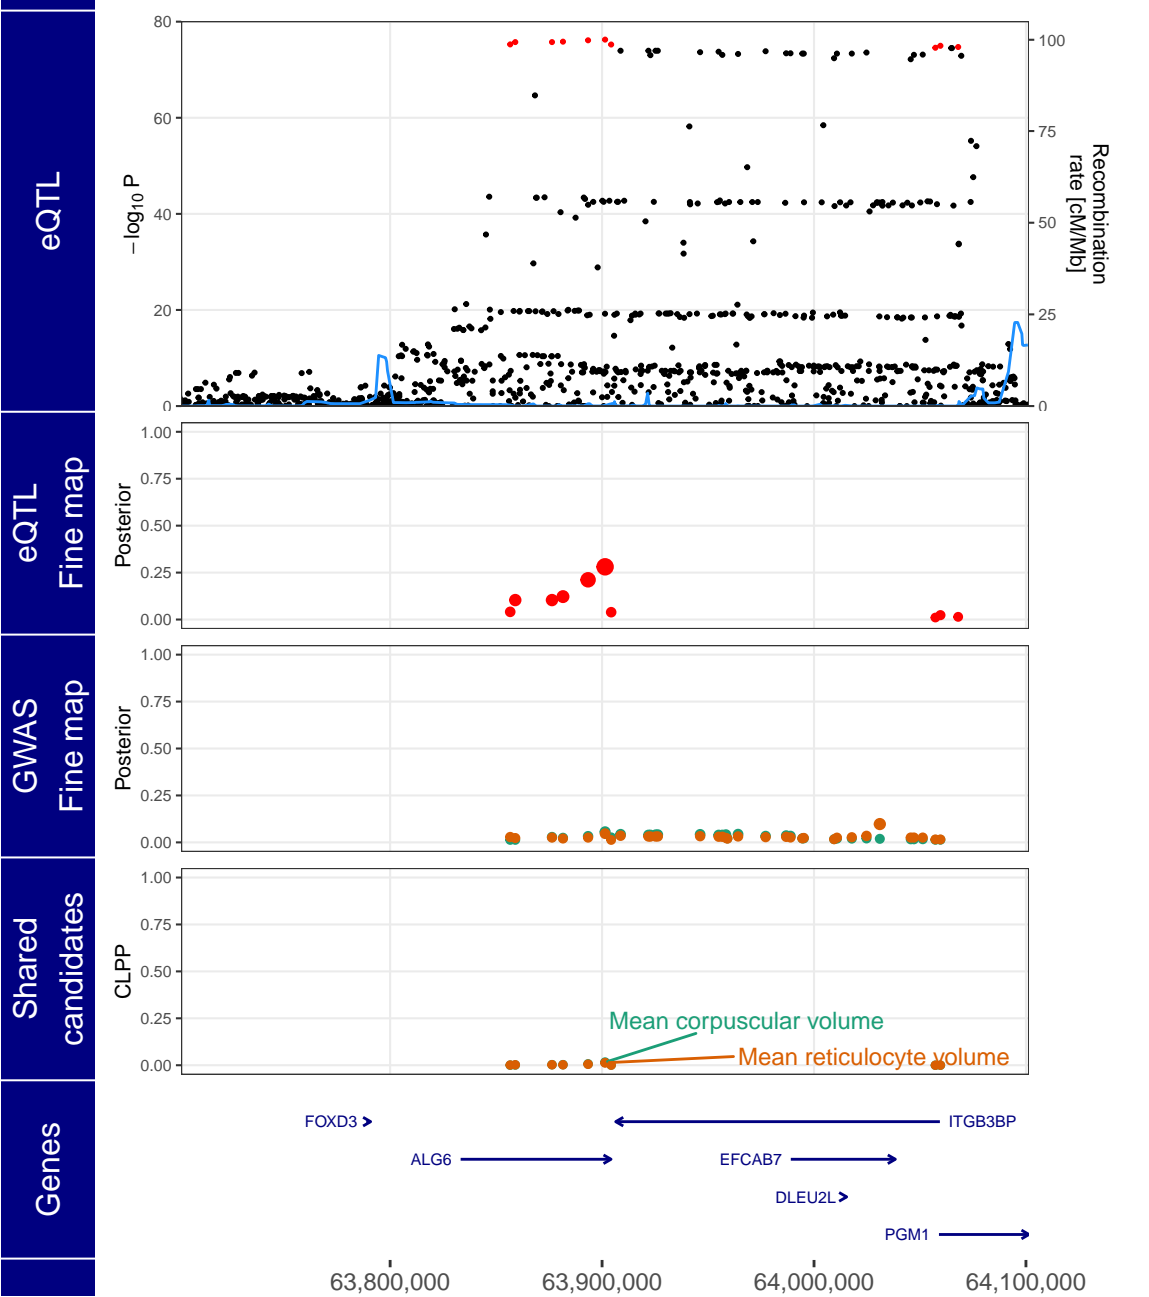 eQTL
−log10 P
80
60
40
20
0
100
75
50
25
0
Recombination
rate [cM/Mb]
eQTL
Fine map
Posterior
1.00
0.75
0.50
0.25
0.00
GWAS
Fine map
Posterior
1.00
0.75
0.50
0.25
0.00
Shared
candidates
CLPP
1.00
0.75
0.50
0.25
0.00
Mean corpuscular volume
Mean reticulocyte volume
Genes
FOXD3
ITGB3BP
ALG6
EFCAB7
DLEU2L
PGM1
63,800,000
63,900,000
64,000,000
64,100,000